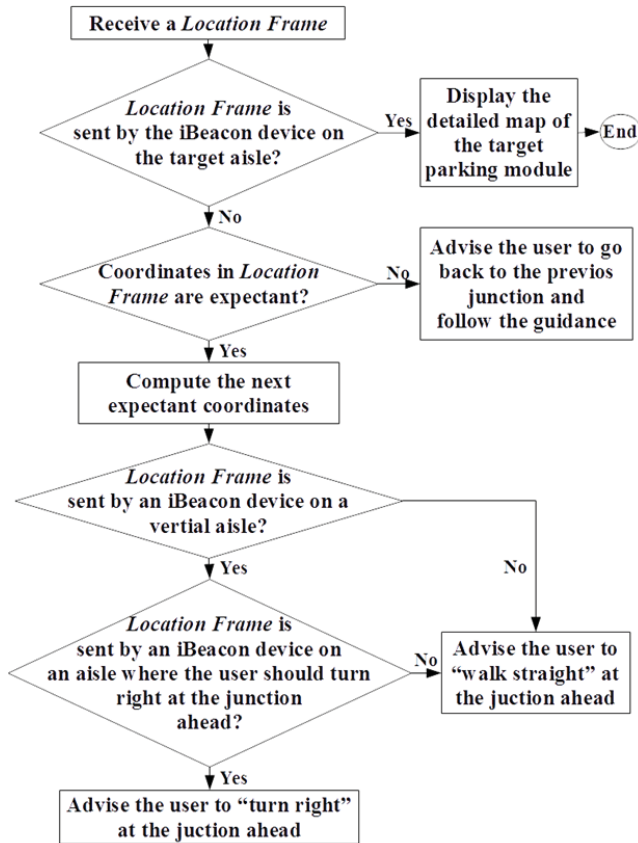 Receive a Location Frame
Location Frame is
sent by the iBeacon device on
the target aisle?
Yes
Display the
detailed map of
the target
parking module
End
No
Coordinates in Location
Frame are expectant?
No
Advise the user to go
back to the previos
junction and
follow the guidance
Yes
Compute the next
expectant coordinates
Location Frame is
sent by an iBeacon device on a
vertial aisle?
No
Yes
Location Frame is
sent by an iBeacon device on
an aisle where the user should turn
right at the junction
ahead?
No
Advise the user to
“walk straight” at
the juction ahead
Yes
Advise the user to “turn right”
at the juction ahead